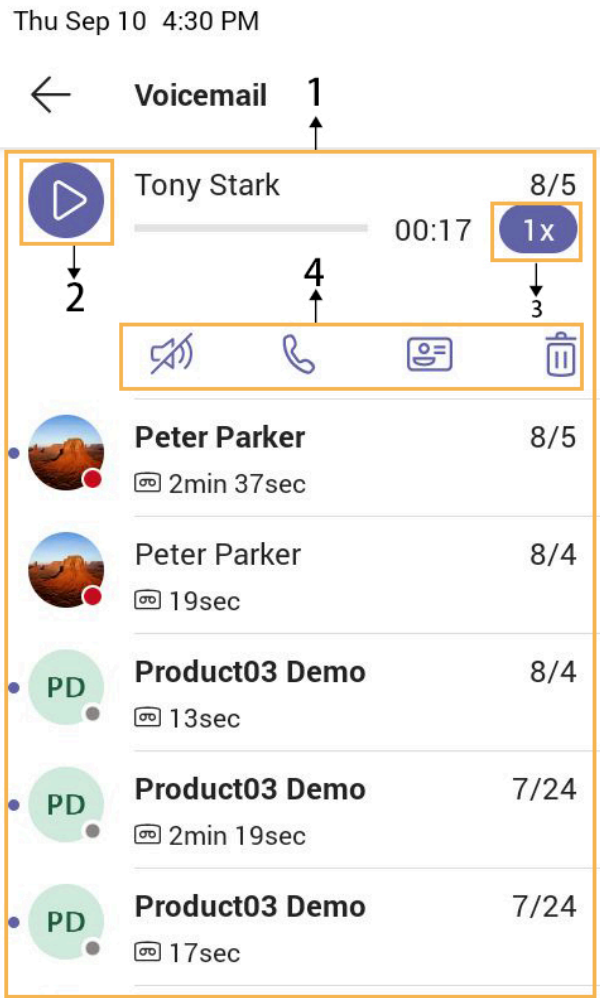 Thu Sep 10 4:30 PM
Voicemail 1
Tony Stark 8/5
00:17 1x
2
4
3
Peter Parker 8/5
2min 37sec
Peter Parker 8/4
19sec
PD Product03 Demo 8/4
13sec
PD Product03 Demo 7/24
2min 19sec
PD Product03 Demo 7/24
17sec